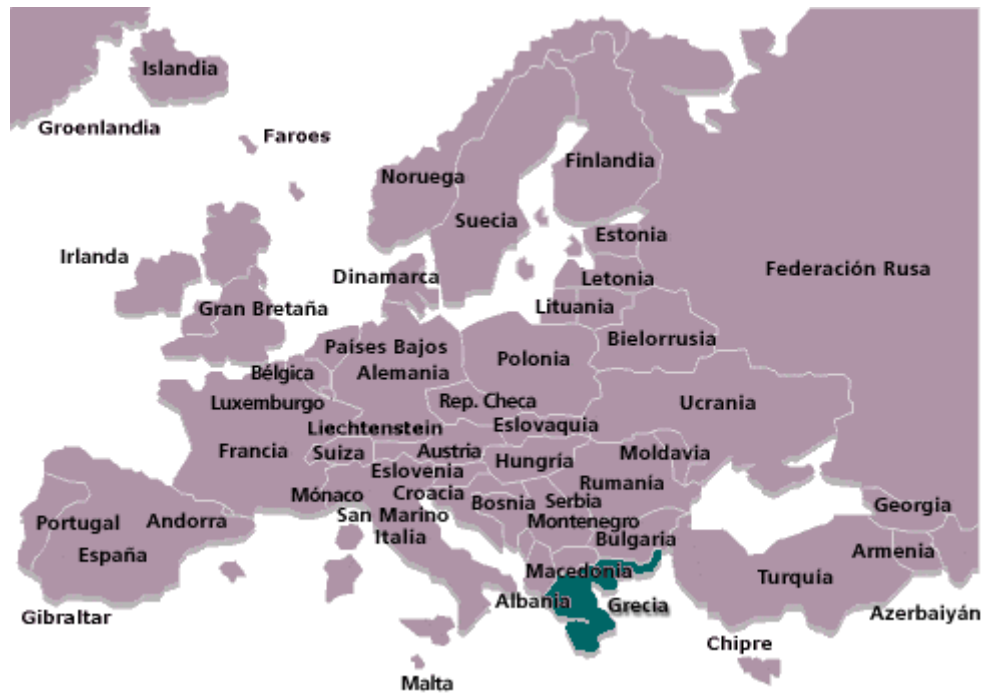 Islandia
Groenlandia
Faroes
Finlandia
Noruega
Suecia
Estonia
Irlanda
Federación Rusa
Dinamarca
Letonia
Gran Bretaña
Lituania
Bielorrusia
Países Bajos
Polonia
Bélgica
Alemania
Rep. Checa
Ucrania
Luxemburgo
Liechtenstein
Eslovaquia
Francia
Suiza
Austria
Moldavia
Hungría
Eslovenia
Rumanía
Mónaco
Croacia
Bosnia
Serbia
Georgia
San Marino
Portugal
Andorra
Montenegro
Italia
Bulgaria
España
Armenia
Macedonia
Turquía
Albania
Grecia
Gibraltar
Azerbaiyán
Chipre
Malta